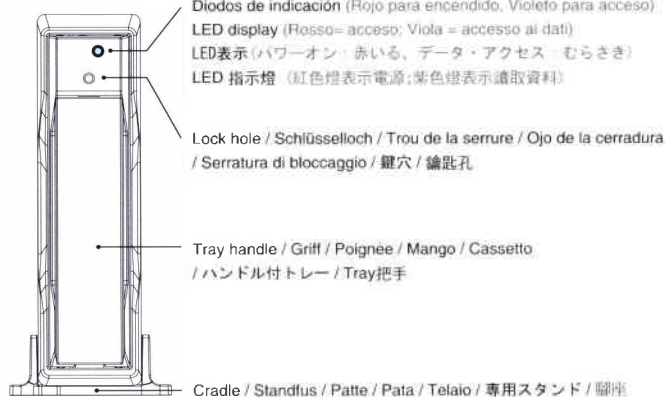 Diodos de indicación (Rojo para encendido, Violeto para acceso)
LED display (Rosso= acceso; Viola = accesso ai dati)
LED表示(パワーオン 赤いる、データ・アクセス むらさき)
LED 指示燈 (紅色燈表示電源;紫色燈表示讀取資料)
Lock hole / Schlüsselloch / Trou de la serrure / Ojo de la cerradura
/ Serratura di bloccaggio / 鍵穴 / 鑰匙孔
Tray handle / Griff / Poignée / Mango / Cassetto
/ ハンドル付トレー / Tray把手
Cradle / Standfus / Patte / Pata / Telaio / 専用スタンド / 腳座